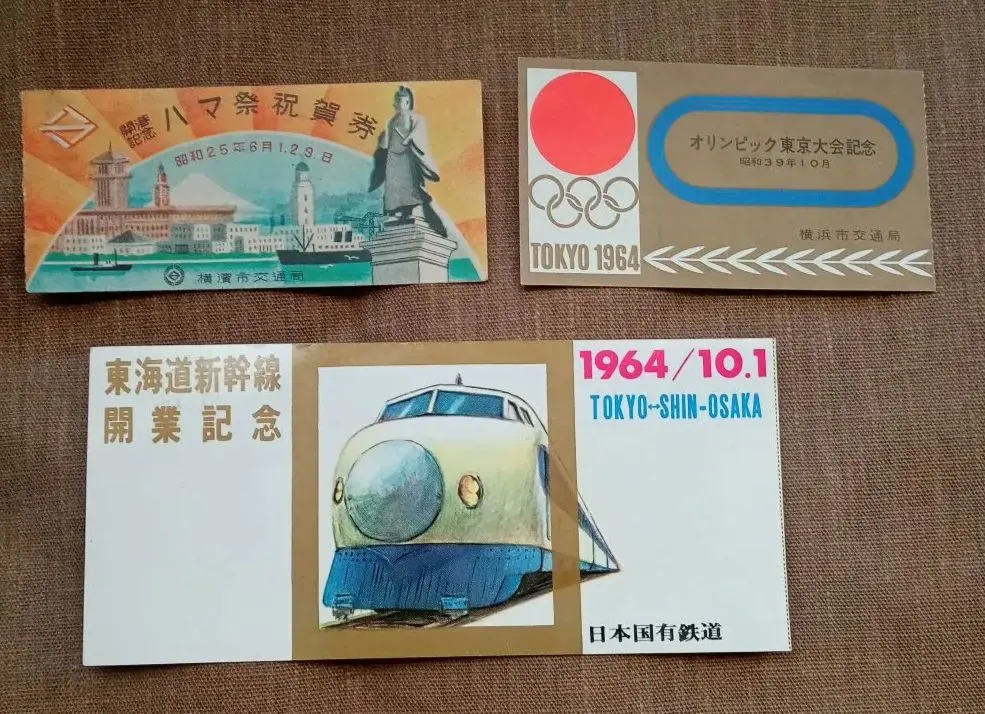 開港
記念
ハマ祭祝賀券
昭和25年6月1.2.3.日
横濱市交通局
TOKYO 1964
オリンピック東京大会記念
昭和39年10月
横浜市交通局
東海道新幹線
開業記念
1964/10.1
TOKYO↔SHIN-OSAKA
日本国有鉄道